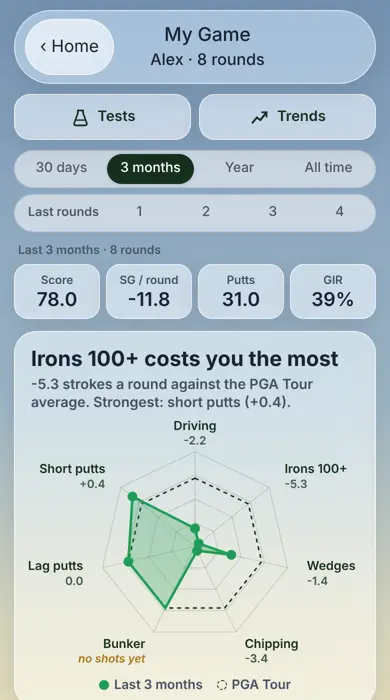 ‹ Home
My Game
Alex · 8 rounds
Tests
Trends
30 days
3 months
Year
All time
Last rounds
1
2
3
4
Last 3 months · 8 rounds
Score
78.0
SG / round
-11.8
Putts
31.0
GIR
39%
Irons 100+ costs you the most
-5.3 strokes a round against the PGA Tour
average. Strongest: short putts (+0.4).
Driving
-2.2
Short putts
+0.4
Irons 100+
-5.3
Lag putts
0.0
Wedges
-1.4
Bunker
no shots yet
Chipping
-3.4
Last 3 months
PGA Tour